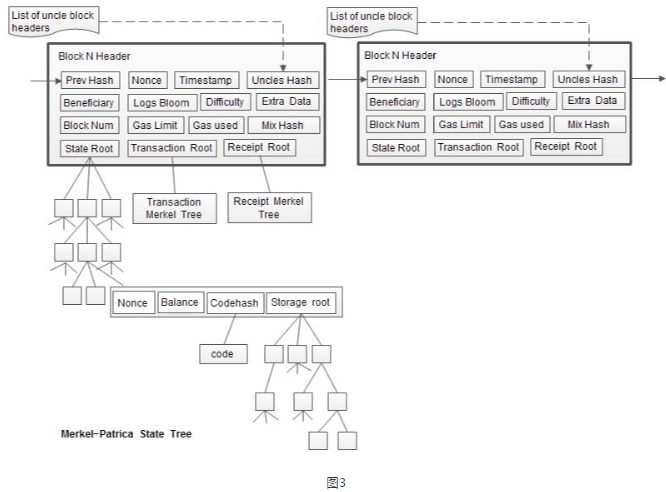 List of uncle block
headers
List of uncle block
headers
Block N Header
Prev Hash Nonce Timestamp Uncles Hash
Beneficiary Logs Bloom Difficulty Extra Data
Block Num Gas Limit Gas used Mix Hash
State Root Transaction Root Receipt Root
Block N Header
Prev Hash Nonce Timestamp Uncles Hash
Beneficiary Logs Bloom Difficulty Extra Data
Block Num Gas Limit Gas used Mix Hash
State Root Transaction Root Receipt Root
Transaction
Merkel Tree
Receipt Merkel
Tree
Nonce Balance Codehash Storage root
code
Merkel-Patrica State Tree
图3